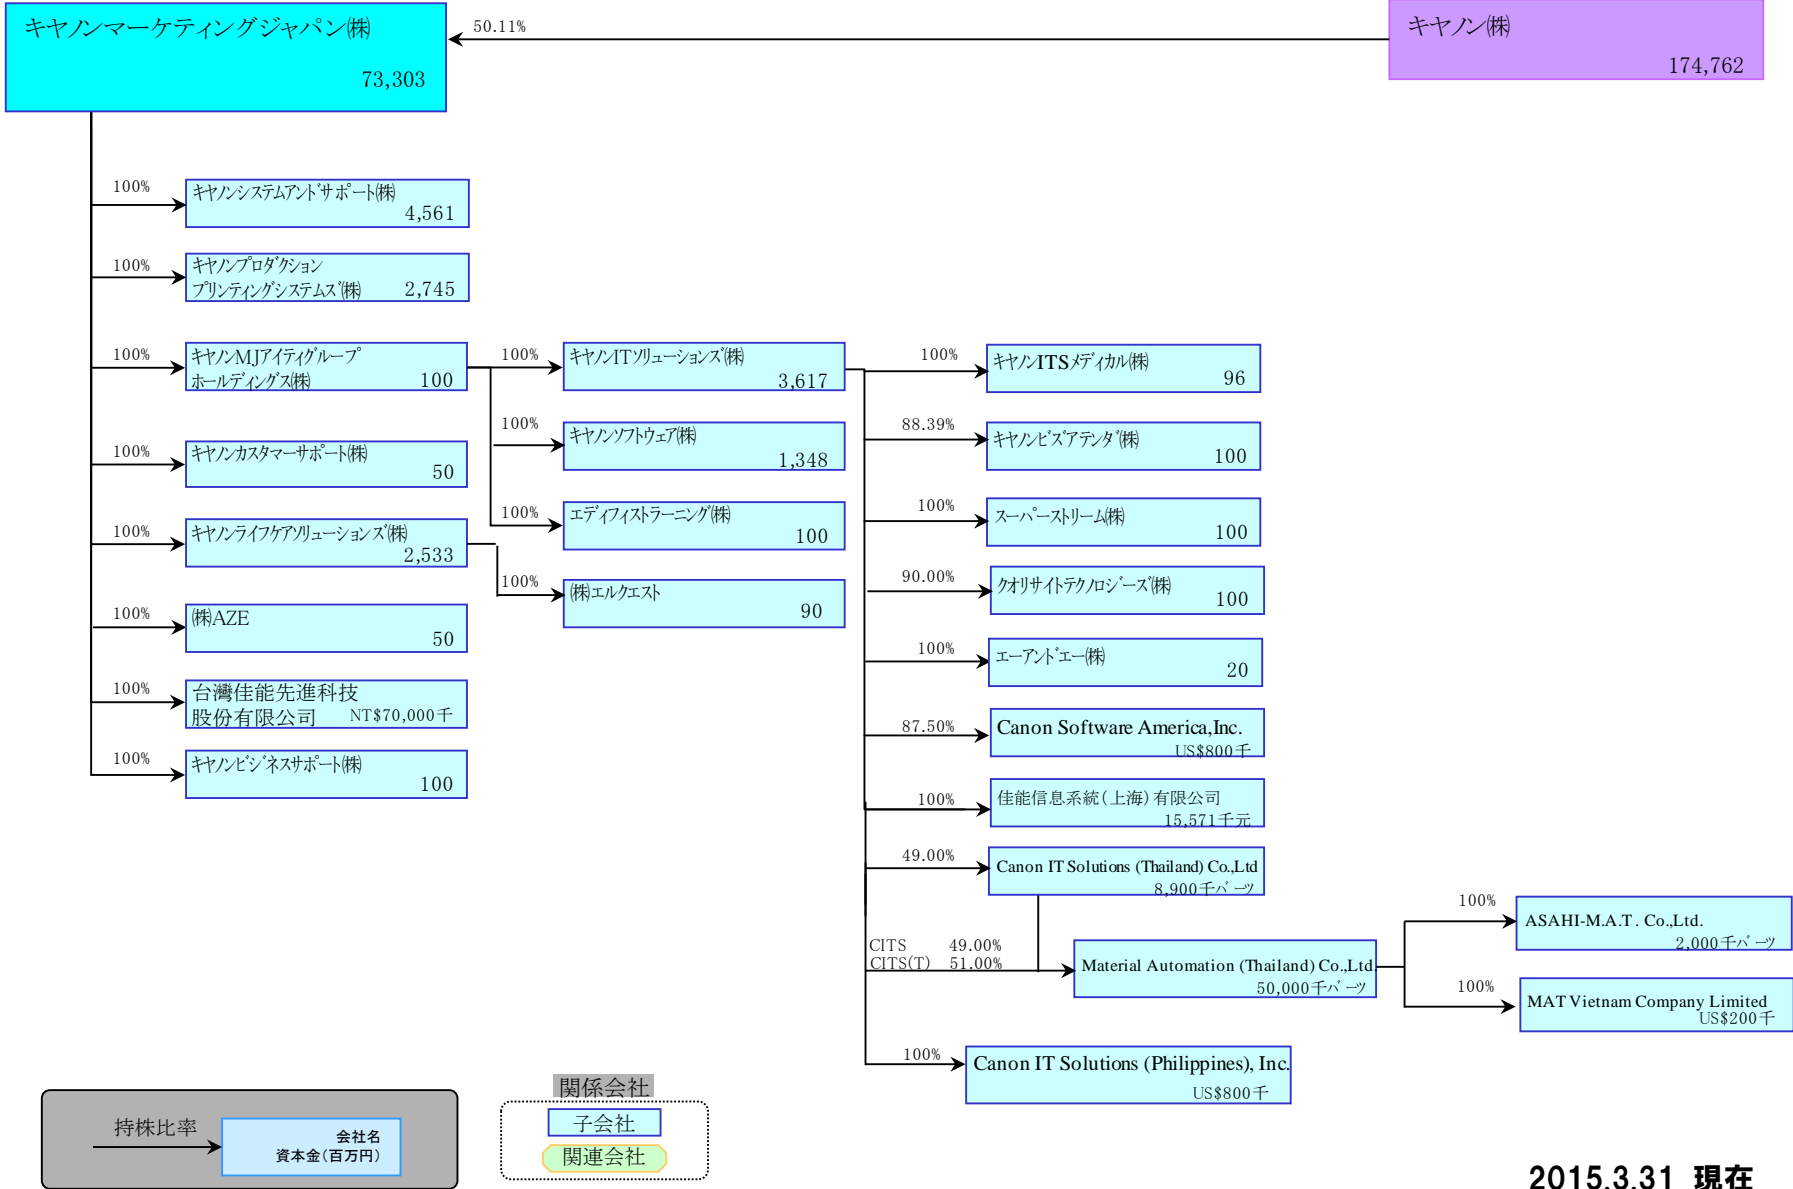 キヤノンマーケティングジャパン㈱
73,303
50.11%
キヤノン㈱
174,762
100%
キヤノンシステムアンドサポート㈱
4,561
100%
キヤノンプロダクション
プリンティングシステムズ㈱ 2,745
100%
キヤノンMJアイティグループ
ホールディングス㈱ 100
100%
キヤノンカスタマーサポート㈱
50
100%
キヤノンライフケアソリューションズ㈱
2,533
100%
㈱AZE
50
100%
台灣佳能先進科技
股份有限公司 NT$70,000千
100%
キヤノンビジネスサポート㈱
100
100%
キヤノンITソリューションズ㈱
3,617
100%
キヤノンソフトウェア㈱
1,348
100%
エディフィストラーニング㈱
100
100%
㈱エルクエスト
90
100%
キヤノンITSメディカル㈱
96
88.39%
キヤノンビズアテンダ㈱
100
100%
スーパーストリーム㈱
100
90.00%
クオリサイトテクノロジーズ㈱
100
100%
エーアンドエー㈱
20
87.50%
Canon Software America,Inc.
US$800千
100%
佳能信息系統(上海)有限公司
15,571千元
49.00%
Canon IT Solutions (Thailand) Co.,Ltd
8,900千バーツ
CITS 49.00%
CITS(T) 51.00%
Material Automation (Thailand) Co.,Ltd.
50,000千バーツ
100%
ASAHI-M.A.T. Co.,Ltd.
2,000千バーツ
100%
MAT Vietnam Company Limited
US$200千
100%
Canon IT Solutions (Philippines), Inc.
US$800千
持株比率
会社名
資本金(百万円)
関係会社
子会社
関連会社
2015.3.31 現在